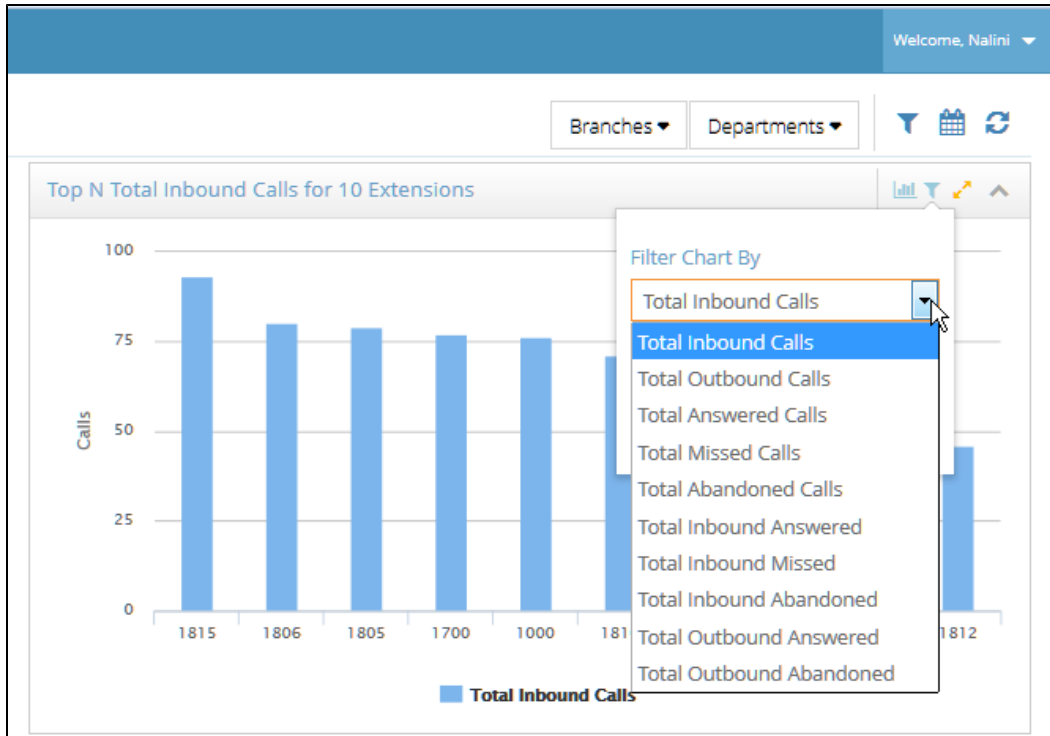 Welcome, Nalini
Branches
Departments
Top N Total Inbound Calls for 10 Extensions
Filter Chart By
Total Inbound Calls
Total Inbound Calls
Total Outbound Calls
Total Answered Calls
Total Missed Calls
Total Abandoned Calls
Total Inbound Answered
Total Inbound Missed
Total Inbound Abandoned
Total Outbound Answered
Total Outbound Abandoned
100
75
50
25
0
Calls
1815 1806 1805 1700 1000 1812
Total Inbound Calls